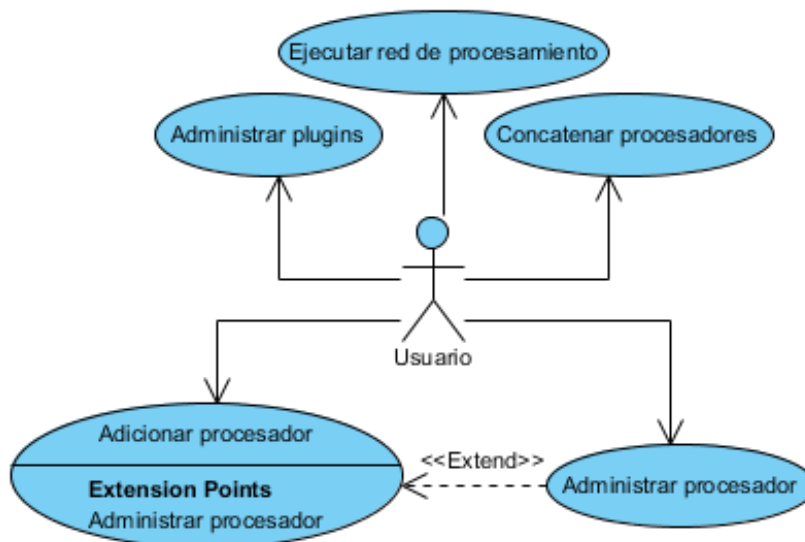 Ejecutar red de procesamiento
Administrar plugins
Concatenar procesadores
Usuario
Adicionar procesador
<<Extend>>
Extension Points
Administrar procesador
Administrar procesador